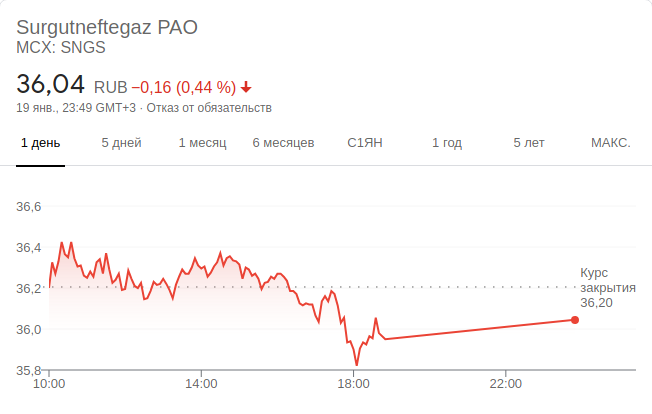 Surgutneftegaz PAO
MCX: SNGS
36,04 RUB −0,16 (0,44 %)
19 янв., 23:49 GMT+3 · Отказ от обязательств
1 день 5 дней 1 месяц 6 месяцев С1ЯН 1 год 5 лет МАКС.
36,6
36,4
36,2
36,0
35,8
Курс
закрытия
36,20
10:00 14:00 18:00 22:00